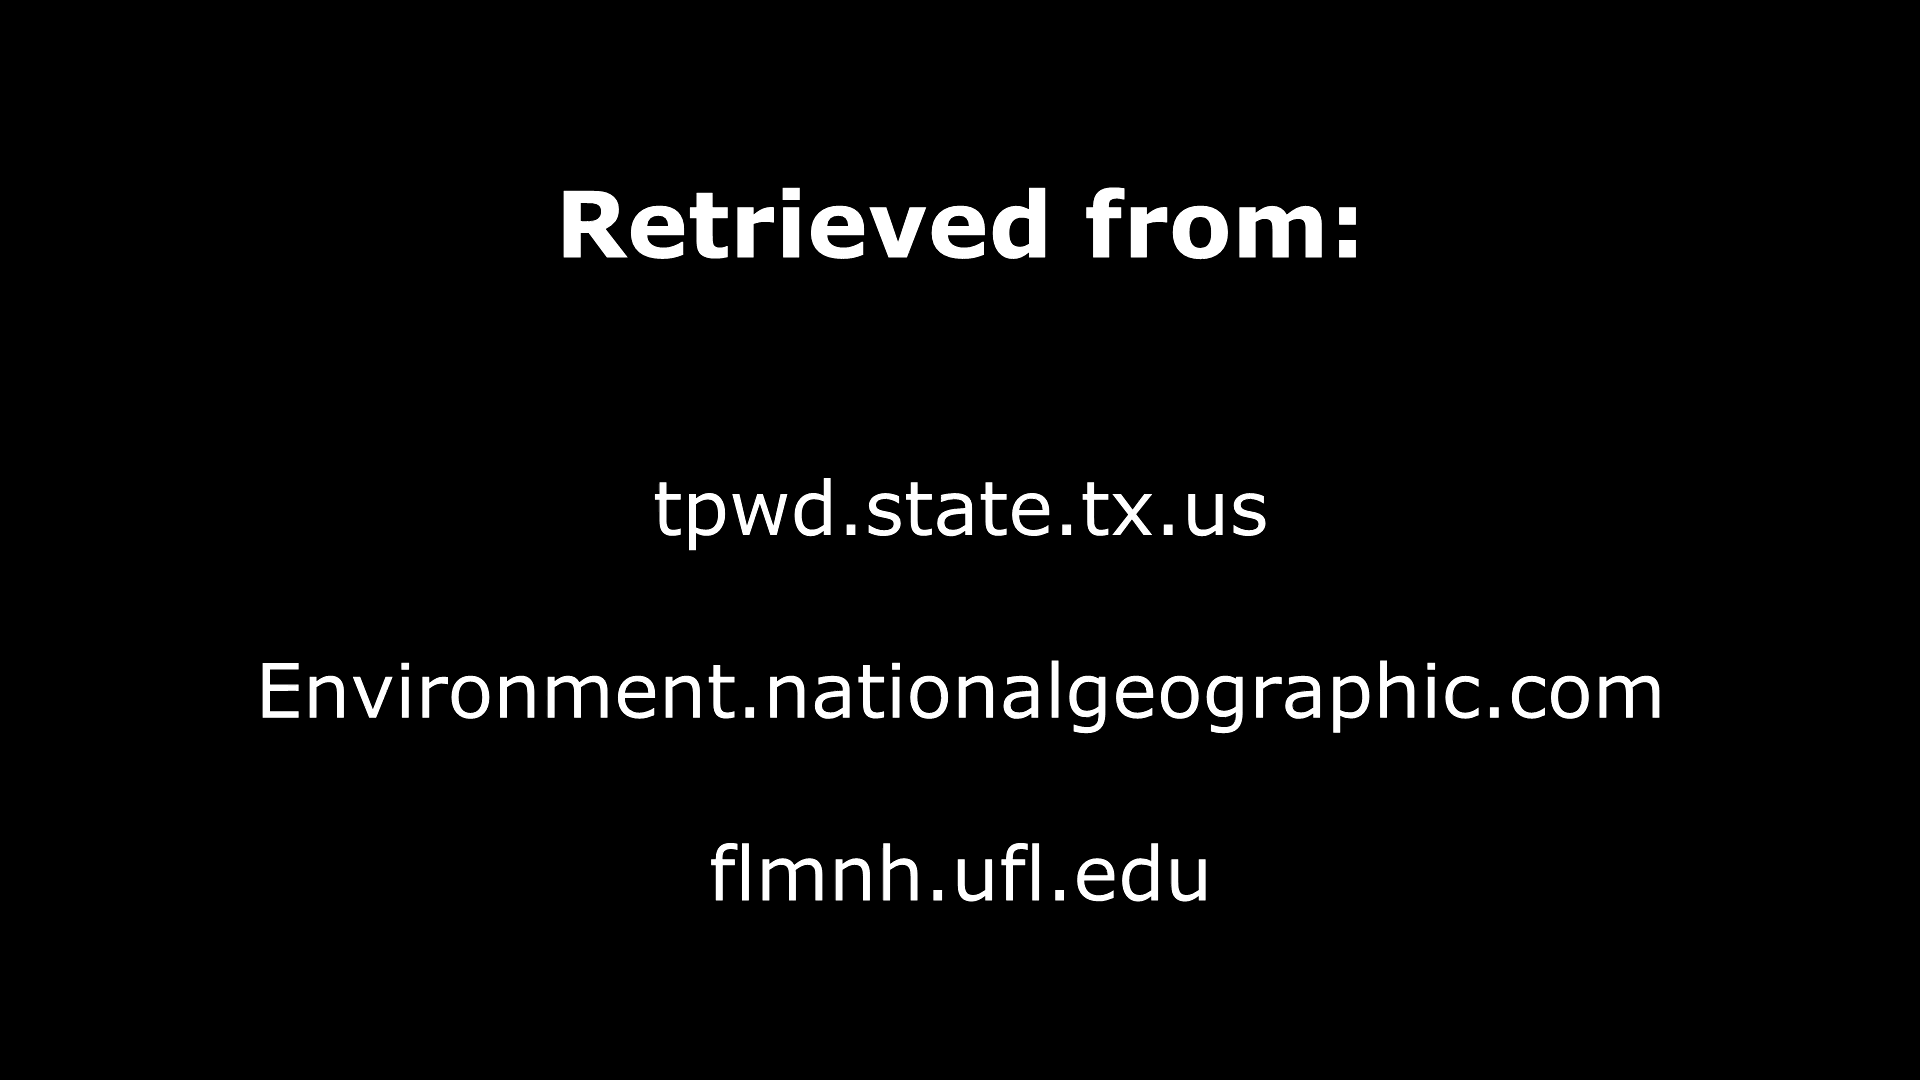 Retrieved from:
tpwd.state.tx.us
Environment.nationalgeographic.com
flmnh.ufl.edu